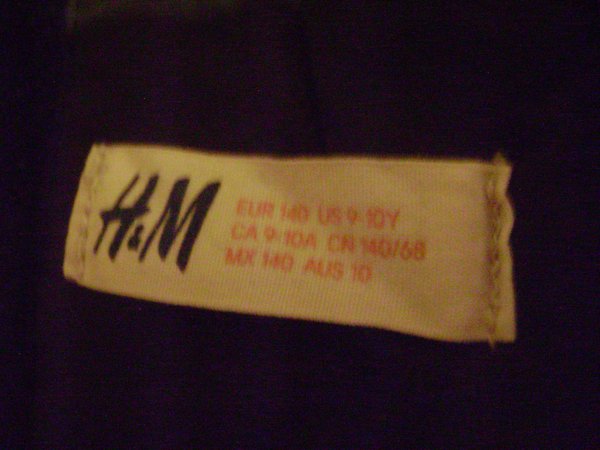 H&M
EUR 140 US 9-10Y
CA 9-10A CN 140/68
MX 140 AUS 10